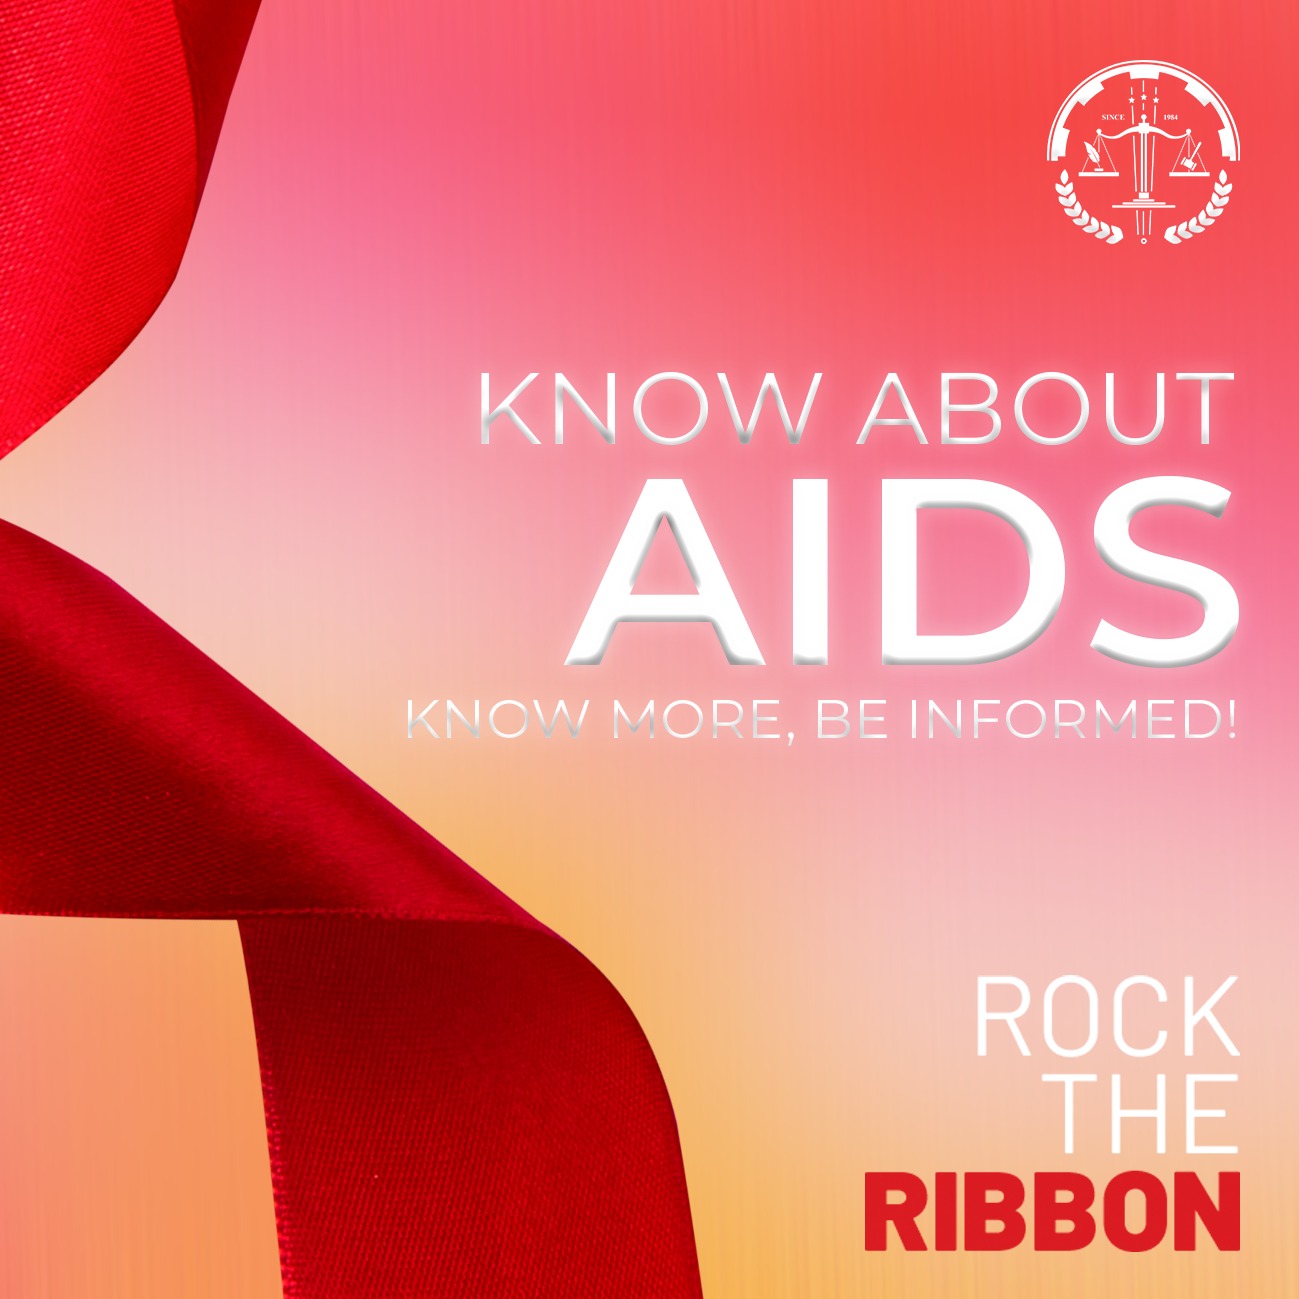 SINCE 1984
KNOW ABOUT
AIDS
KNOW MORE, BE INFORMED!
ROCK
THE
RIBBON